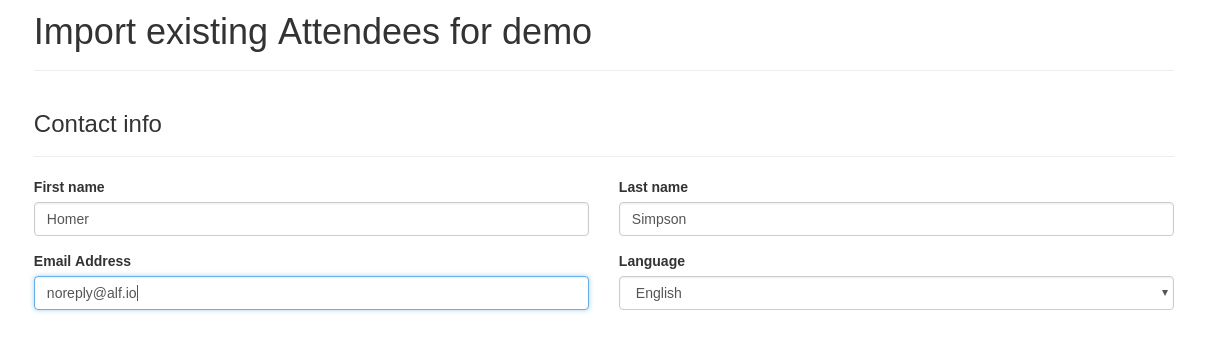 Import existing Attendees for demo
Contact info
First name
Last name
Homer
Simpson
Email Address
Language
noreply@alf.io
English